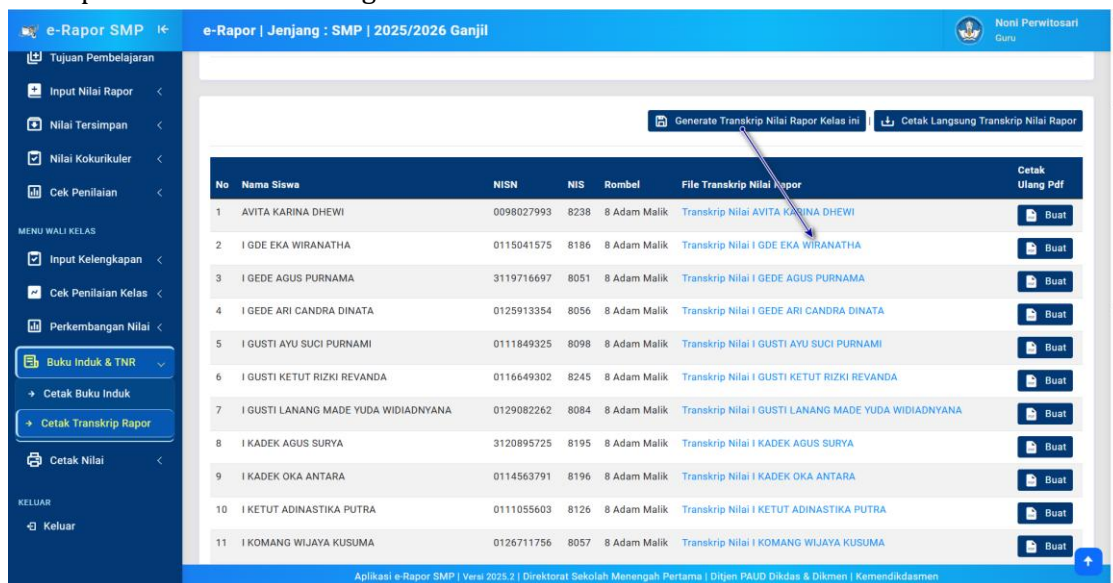 e-Rapor SMP
e-Rapor | Jenjang : SMP | 2025/2026 Ganjil
Noni Perwitosari
Guru
Tujuan Pembelajaran
Input Nilai Rapor
Nilai Tersimpan
Nilai Kokurikuler
Cek Penilaian
MENU WALI KELAS
Input Kelengkapan
Cek Penilaian Kelas
Perkembangan Nilai
Buku Induk & TNR
Cetak Buku Induk
Cetak Transkrip Rapor
Cetak Nilai
KELUAR
Keluar
Generate Transkrip Nilai Rapor Kelas ini | Cetak Langsung Transkrip Nilai Rapor
No Nama Siswa NISN NIS Rombel File Transkrip Nilai Rapor Cetak Ulang Pdf
1 AVITA KARINA DHEWI 0098027993 8238 8 Adam Malik Transkrip Nilai AVITA KARINA DHEWI Buat
2 I GDE EKA WIRANATHA 0115041575 8186 8 Adam Malik Transkrip Nilai I GDE EKA WIRANATHA Buat
3 I GEDE AGUS PURNAMA 3119716697 8051 8 Adam Malik Transkrip Nilai I GEDE AGUS PURNAMA Buat
4 I GEDE ARI CANDRA DINATA 0125913354 8056 8 Adam Malik Transkrip Nilai I GEDE ARI CANDRA DINATA Buat
5 I GUSTI AYU SUCI PURNAMI 0111849325 8098 8 Adam Malik Transkrip Nilai I GUSTI AYU SUCI PURNAMI Buat
6 I GUSTI KETUT RIZKI REVANDA 0116649302 8245 8 Adam Malik Transkrip Nilai I GUSTI KETUT RIZKI REVANDA Buat
7 I GUSTI LANANG MADE YUDA WIDIADNYANA 0129082262 8084 8 Adam Malik Transkrip Nilai I GUSTI LANANG MADE YUDA WIDIADNYANA Buat
8 I KADEK AGUS SURYA 3120895725 8195 8 Adam Malik Transkrip Nilai I KADEK AGUS SURYA Buat
9 I KADEK OKA ANTARA 0114563791 8196 8 Adam Malik Transkrip Nilai I KADEK OKA ANTARA Buat
10 I KETUT ADINASTIKA PUTRA 0111055603 8126 8 Adam Malik Transkrip Nilai I KETUT ADINASTIKA PUTRA Buat
11 I KOMANG WIJAYA KUSUMA 0126711756 8057 8 Adam Malik Transkrip Nilai I KOMANG WIJAYA KUSUMA Buat
Aplikasi e-Rapor SMP | Versi 2025.2 | Direktorat Sekolah Menengah Pertama | Ditjen PAUD Dikdas & Dikmen | Kemendikdasmen